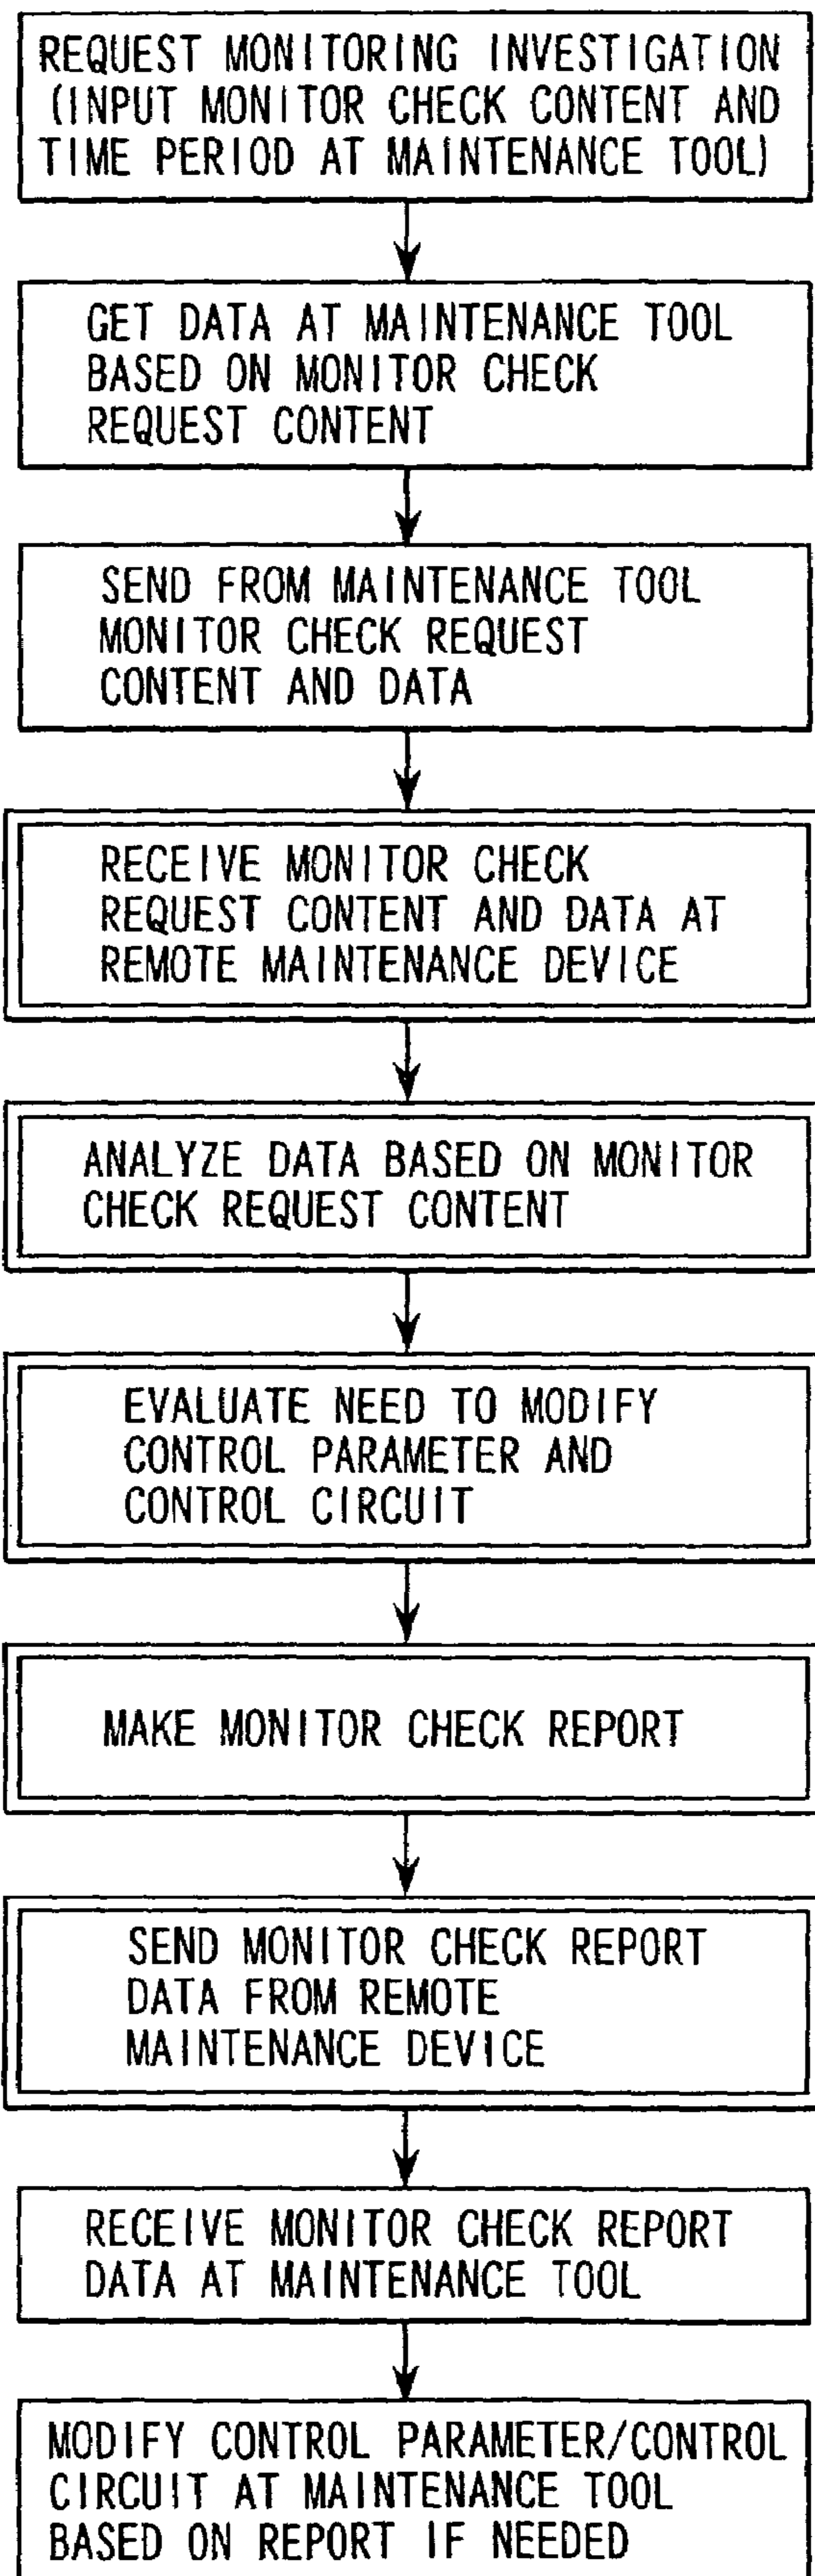 REQUEST MONITORING INVESTIGATION
(INPUT MONITOR CHECK CONTENT AND
TIME PERIOD AT MAINTENANCE TOOL)
GET DATA AT MAINTENANCE TOOL
BASED ON MONITOR CHECK
REQUEST CONTENT
SEND FROM MAINTENANCE TOOL
MONITOR CHECK REQUEST
CONTENT AND DATA
RECEIVE MONITOR CHECK
REQUEST CONTENT AND DATA AT
REMOTE MAINTENANCE DEVICE
ANALYZE DATA BASED ON MONITOR
CHECK REQUEST CONTENT
EVALUATE NEED TO MODIFY
CONTROL PARAMETER AND
CONTROL CIRCUIT
MAKE MONITOR CHECK REPORT
SEND MONITOR CHECK REPORT
DATA FROM REMOTE
MAINTENANCE DEVICE
RECEIVE MONITOR CHECK REPORT
DATA AT MAINTENANCE TOOL
MODIFY CONTROL PARAMETER/CONTROL
CIRCUIT AT MAINTENANCE TOOL
BASED ON REPORT IF NEEDED